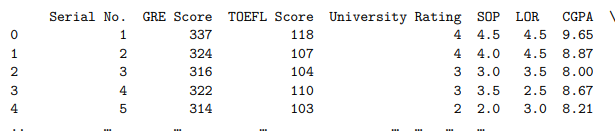 Serial No. GRE Score TOEFL Score University Rating SOP LOR CGPA \
0 1 337 118 4 4.5 4.5 9.65
1 2 324 107 4 4.0 4.5 8.87
2 3 316 104 3 3.0 3.5 8.00
3 4 322 110 3 3.5 2.5 8.67
4 5 314 103 2 2.0 3.0 8.21
.. … … … … … … …